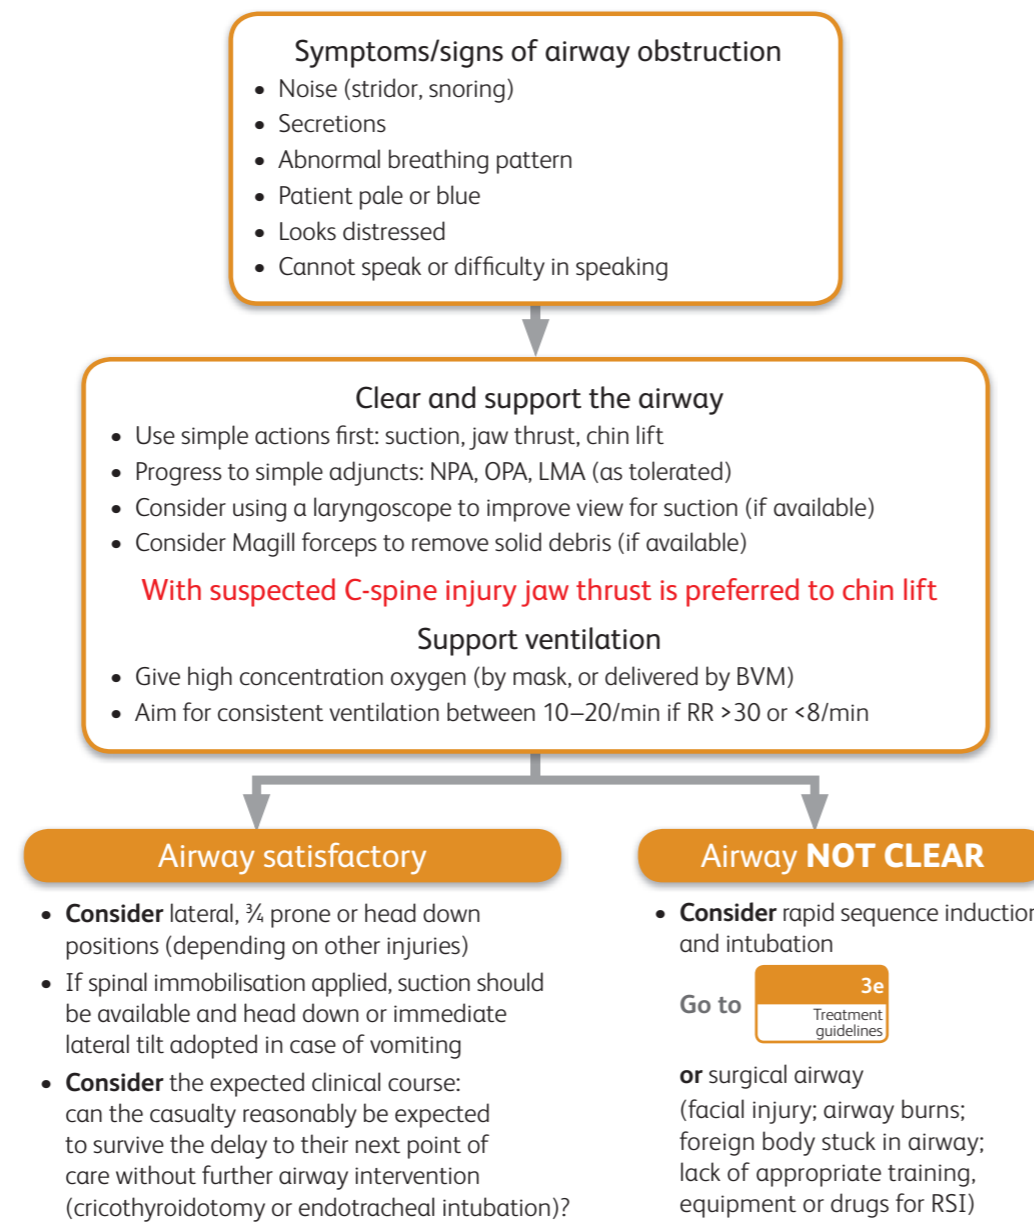 Symptoms/signs of airway obstruction
• Noise (stridor, snoring)
• Secretions
• Abnormal breathing pattern
• Patient pale or blue
• Looks distressed
• Cannot speak or difficulty in speaking
Clear and support the airway
• Use simple actions first: suction, jaw thrust, chin lift
• Progress to simple adjuncts: NPA, OPA, LMA (as tolerated)
• Consider using a laryngoscope to improve view for suction (if available)
• Consider Magill forceps to remove solid debris (if available)
With suspected C-spine injury jaw thrust is preferred to chin lift
Support ventilation
• Give high concentration oxygen (by mask, or delivered by BVM)
• Aim for consistent ventilation between 10–20/min if RR >30 or <8/min
Airway satisfactory
• Consider lateral, ¾ prone or head down
positions (depending on other injuries)
• If spinal immobilisation applied, suction should
be available and head down or immediate
lateral tilt adopted in case of vomiting
• Consider the expected clinical course:
can the casualty reasonably be expected
to survive the delay to their next point of
care without further airway intervention
(cricothyroidotomy or endotracheal intubation)?
Airway NOT CLEAR
• Consider rapid sequence induction
and intubation
Go to
3e
Treatment
guidelines
or surgical airway
(facial injury; airway burns;
foreign body stuck in airway;
lack of appropriate training,
equipment or drugs for RSI)